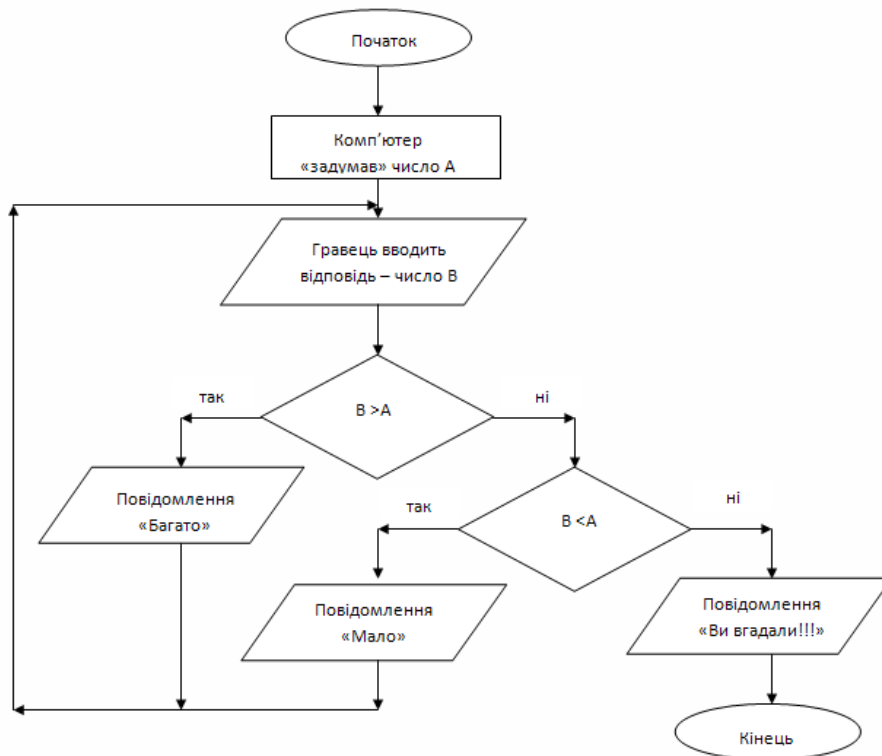 Початок
Комп’ютер
«задумав» число А
Гравець вводить
відповідь – число В
так
В >А
ні
Повідомлення
«Багато»
так
В <А
ні
Повідомлення
«Мало»
Повідомлення
«Ви вгадали!!!»
Кінець